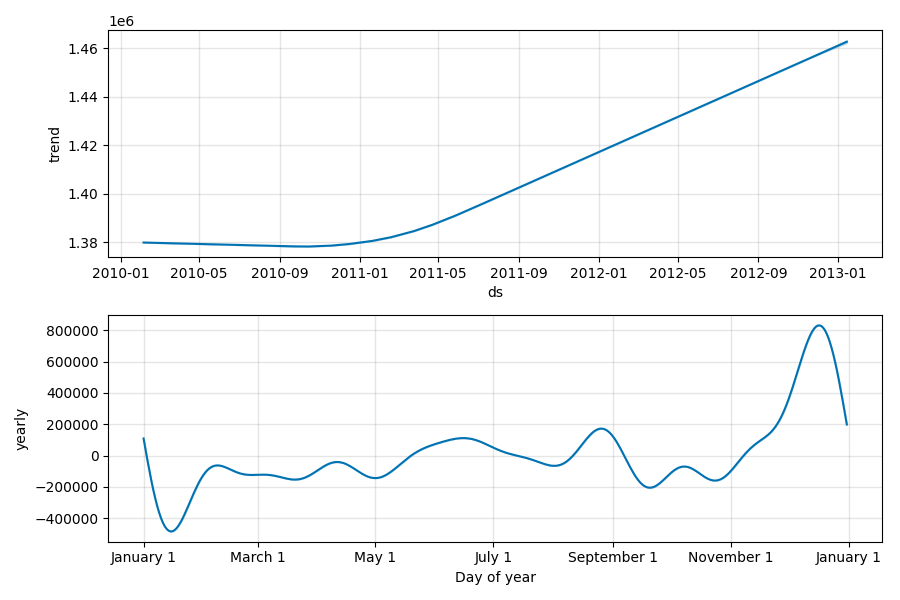 1e6
1.46
1.44
1.42
1.40
1.38
trend
2010-01 2010-05 2010-09 2011-01 2011-05 2011-09 2012-01 2012-05 2012-09 2013-01
ds
800000
600000
400000
200000
0
−200000
−400000
yearly
January 1 March 1 May 1 July 1 September 1 November 1 January 1
Day of year